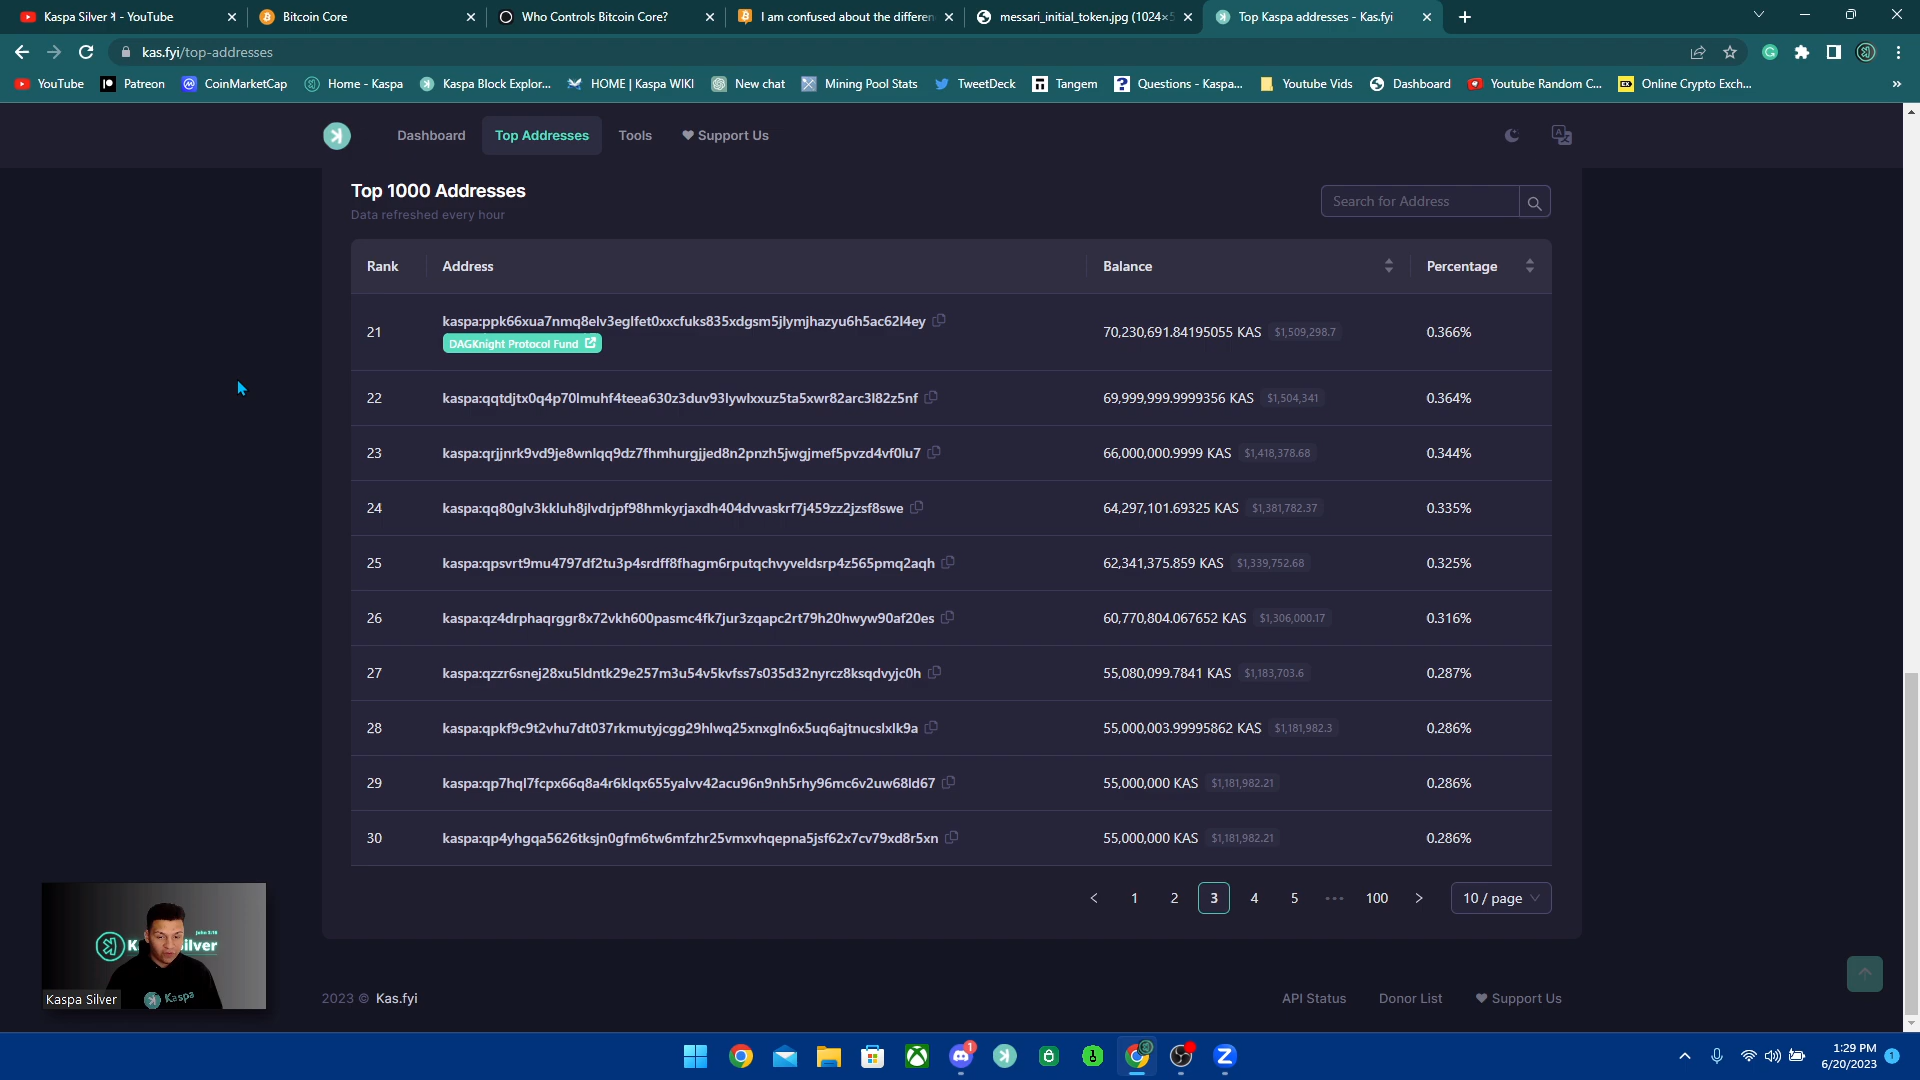 Kaspa Silver - YouTube
Bitcoin Core
Who Controls Bitcoin Core?
I am confused about the differen
messari_initial_token.jpg (1024×5
Top Kaspa addresses - Kas.fyi
kas.fyi/top-addresses
YouTube
Patreon
CoinMarketCap
Home - Kaspa
Kaspa Block Explor...
HOME | Kaspa WIKI
New chat
Mining Pool Stats
TweetDeck
Tangem
Questions - Kaspa...
Youtube Vids
Dashboard
Youtube Random C...
Online Crypto Exch...
»
Dashboard
Top Addresses
Tools
Support Us
Top 1000 Addresses
Data refreshed every hour
Search for Address
Rank Address Balance Percentage
21 kaspa:ppk66xua7nmq8elv3eglfet0xxcfuks835xdgsm5jlymjhazyu6h5ac62l4ey 70,230,691.84195055 KAS $1,509,298.7 0.366%
DAGKnight Protocol Fund
22 kaspa:qqtdjtx0q4p70lmuhf4teea630z3duv93lywlxxuz5ta5xwr82arc3l82z5nf 69,999,999.9999356 KAS $1,504,341 0.364%
23 kaspa:qrjjnrk9vd9je8wnlqq9dz7fhmhurgjjed8n2pnzh5jwgjmef5pvzd4vf0lu7 66,000,000.9999 KAS $1,418,378.68 0.344%
24 kaspa:qq80glv3kkluh8jlvdrjpf98hmkyrjaxdh404dvvaskrf7j459zz2jzsf8swe 64,297,101.69325 KAS $1,381,782.37 0.335%
25 kaspa:qpsvrt9mu4797df2tu3p4srdff8fhagm6rputqchvyveldsrp4z565pmq2aqh 62,341,375.859 KAS $1,339,752.68 0.325%
26 kaspa:qz4drphaqrggr8x72vkh600pasmc4fk7jur3zqapc2rt79h20hwyw90af20es 60,770,804.067652 KAS $1,306,000.17 0.316%
27 kaspa:qzzr6snej28xu5ldntk29e257m3u54v5kvfss7s035d32nyrcz8ksqdvyjc0h 55,080,099.7841 KAS $1,183,703.6 0.287%
28 kaspa:qpkf9c9t2vhu7dt037rkmutyjcgg29hlwq25xnxgln6x5uq6ajtnucslxlk9a 55,000,003.99995862 KAS $1,181,982.3 0.286%
29 kaspa:qp7hql7fcpx66q8a4r6klqx655yalvv42acu96n9nh5rhy96mc6v2uw68ld67 55,000,000 KAS $1,181,982.21 0.286%
30 kaspa:qp4yhgqa5626tksjn0gfm6tw6mfzhr25vmxvhqepna5jsf62x7cv79xd8r5xn 55,000,000 KAS $1,181,982.21 0.286%
< 1 2 3 4 5 ••• 100 > 10 / page
John 3:16
Kaspa
Kaspa Silver
2023 © Kas.fyi
API Status
Donor List
Support Us
1:29 PM
6/20/2023